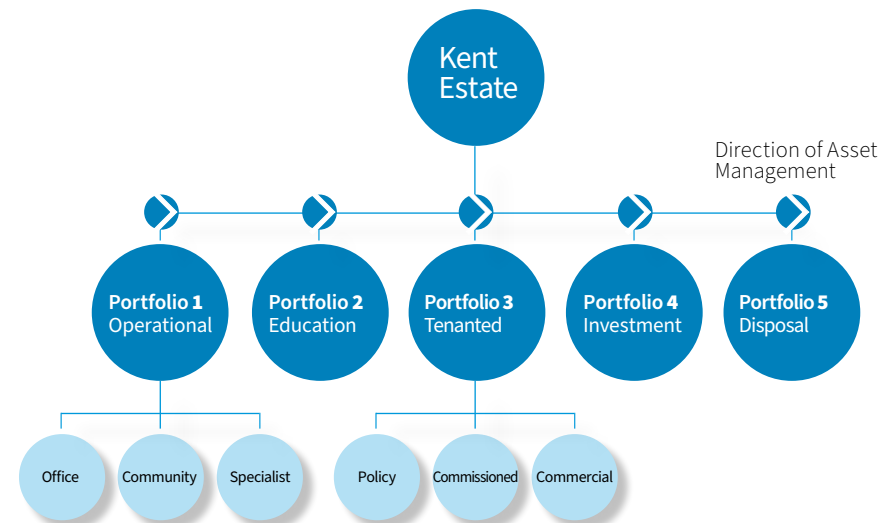 Kent
Estate
Direction of Asset
Management
Portfolio 1
Operational
Portfolio 2
Education
Portfolio 3
Tenanted
Portfolio 4
Investment
Portfolio 5
Disposal
Office
Community
Specialist
Policy
Commissioned
Commercial